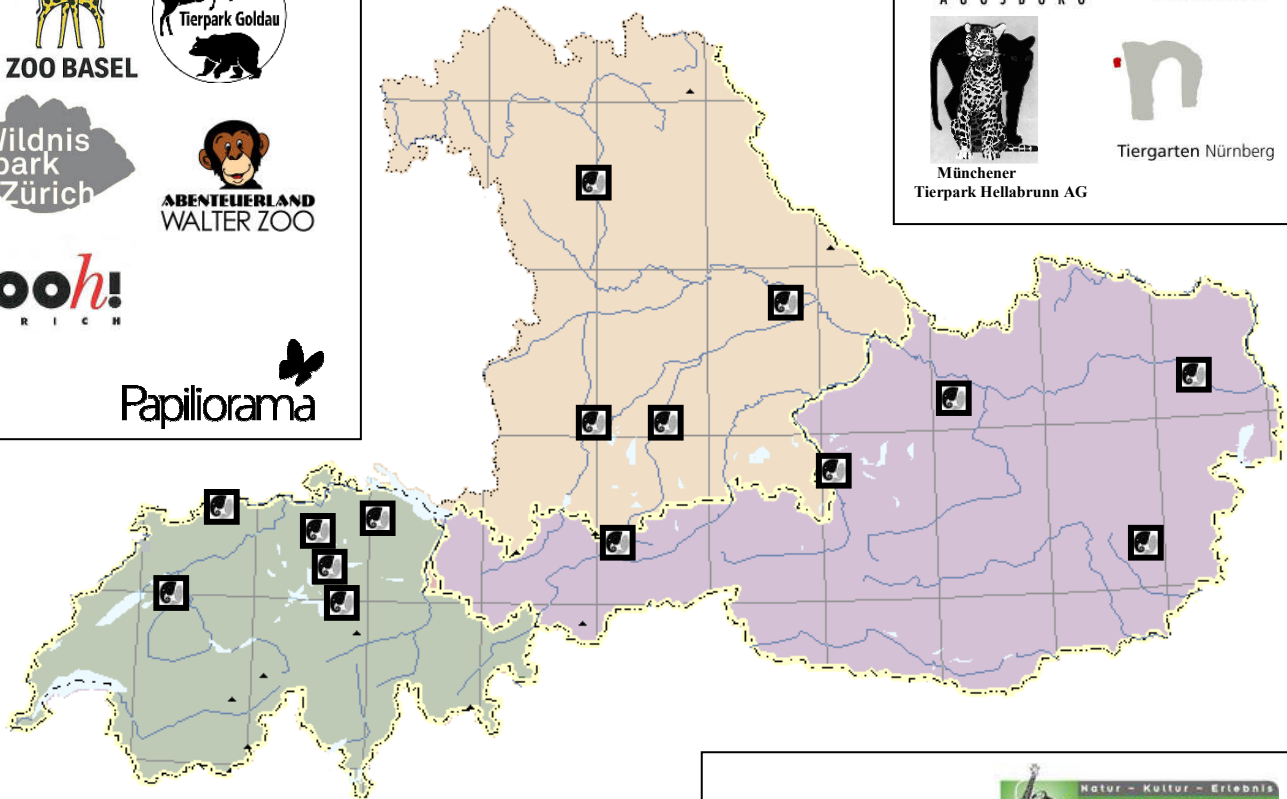 Tierpark Goldau
ZOO BASEL
Wildnis
park
Zürich
ABENTEUERLAND
WALTER ZOO
ooh!
R I C H
Papiliorama
A U G S B U R G
Münchener
Tierpark Hellabrunn AG
n
Tiergarten Nürnberg
Natur – Kultur – Erlebnis